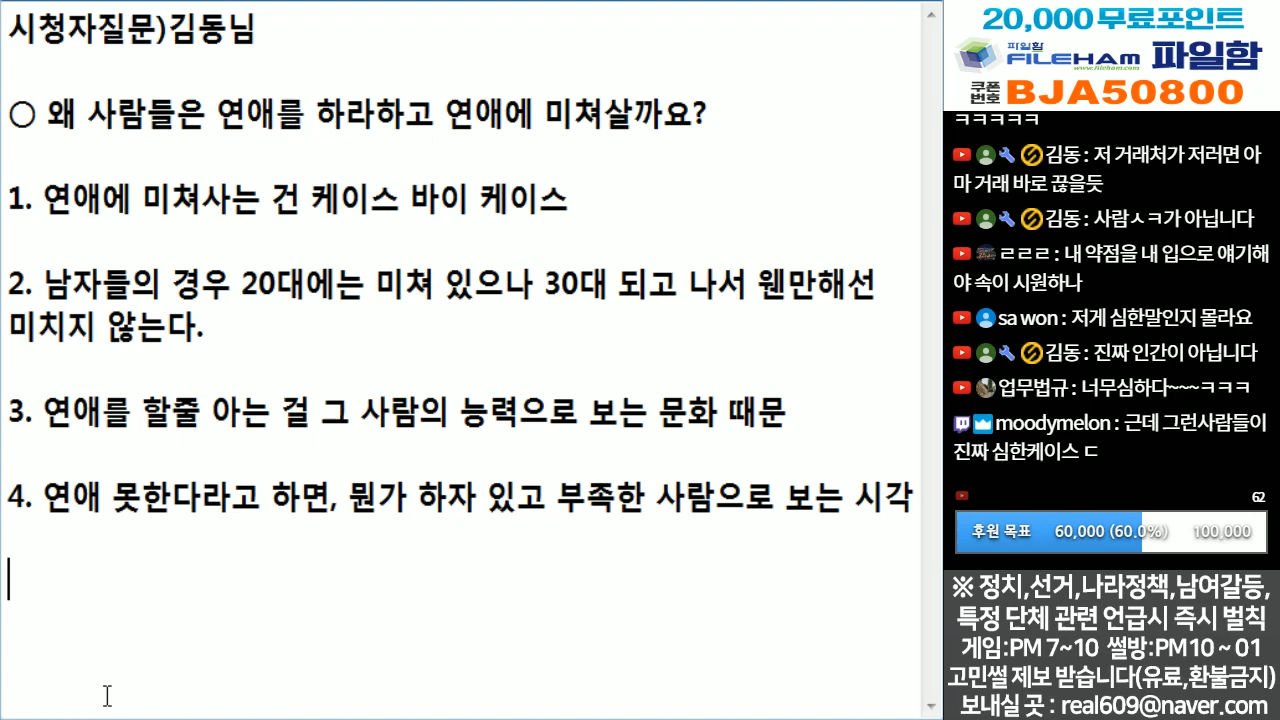 시청자질문)김동님
○ 왜 사람들은 연애를 하라하고 연애에 미쳐살까요?
1. 연애에 미쳐사는 건 케이스 바이 케이스
2. 남자들의 경우 20대에는 미쳐 있으나 30대 되고 나서 웬만해선
미치지 않는다.
3. 연애를 할줄 아는 걸 그 사람의 능력으로 보는 문화 때문
4. 연애 못한다라고 하면, 뭔가 하자 있고 부족한 사람으로 보는 시각
20,000 무료포인트
파일함
FILEHAM 파일함
www.fileham.com
쿠폰
번호 BJA50800
ㅋㅋㅋㅋㅋ
김동 : 저 거래처가 저러면 아
마 거래 바로 끊을듯
김동 : 사람ㅅㅋ가 아닙니다
ㄹㄹㄹ : 내 약점을 내 입으로 얘기해
야 속이 시원하나
sa won : 저게 심한말인지 몰라요
김동 : 진짜 인간이 아닙니다
업무법규 : 너무심하다~~~ㅋㅋㅋ
moodymelon : 근데 그런사람들이
진짜 심한케이스 ㄷ
62
후원 목표 60,000 (60.0%) 100,000
※ 정치,선거,나라정책,남여갈등,
특정 단체 관련 언급시 즉시 벌칙
게임:PM 7~10 썰방:PM 10 ~ 01
고민썰 제보 받습니다(유료,환불금지)
보내실 곳 : real609@naver.com